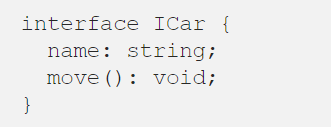 interface ICar {
  name: string;
  move(): void;
}